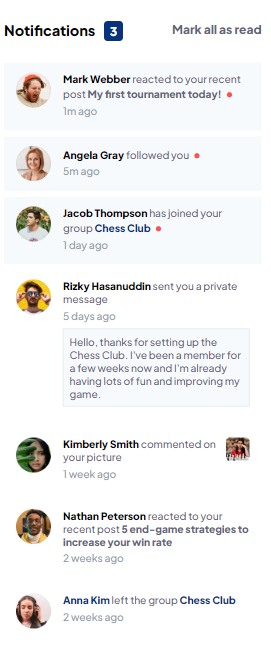 Notifications 3 Mark all as read
Mark Webber reacted to your recent
post My first tournament today!
1m ago
Angela Gray followed you
5m ago
Jacob Thompson has joined your
group Chess Club
1 day ago
Rizky Hasanuddin sent you a private
message
5 days ago
Hello, thanks for setting up the
Chess Club. I've been a member for
a few weeks now and I'm already
having lots of fun and improving my
game.
Kimberly Smith commented on
your picture
1 week ago
Nathan Peterson reacted to your
recent post 5 end-game strategies to
increase your win rate
2 weeks ago
Anna Kim left the group Chess Club
2 weeks ago